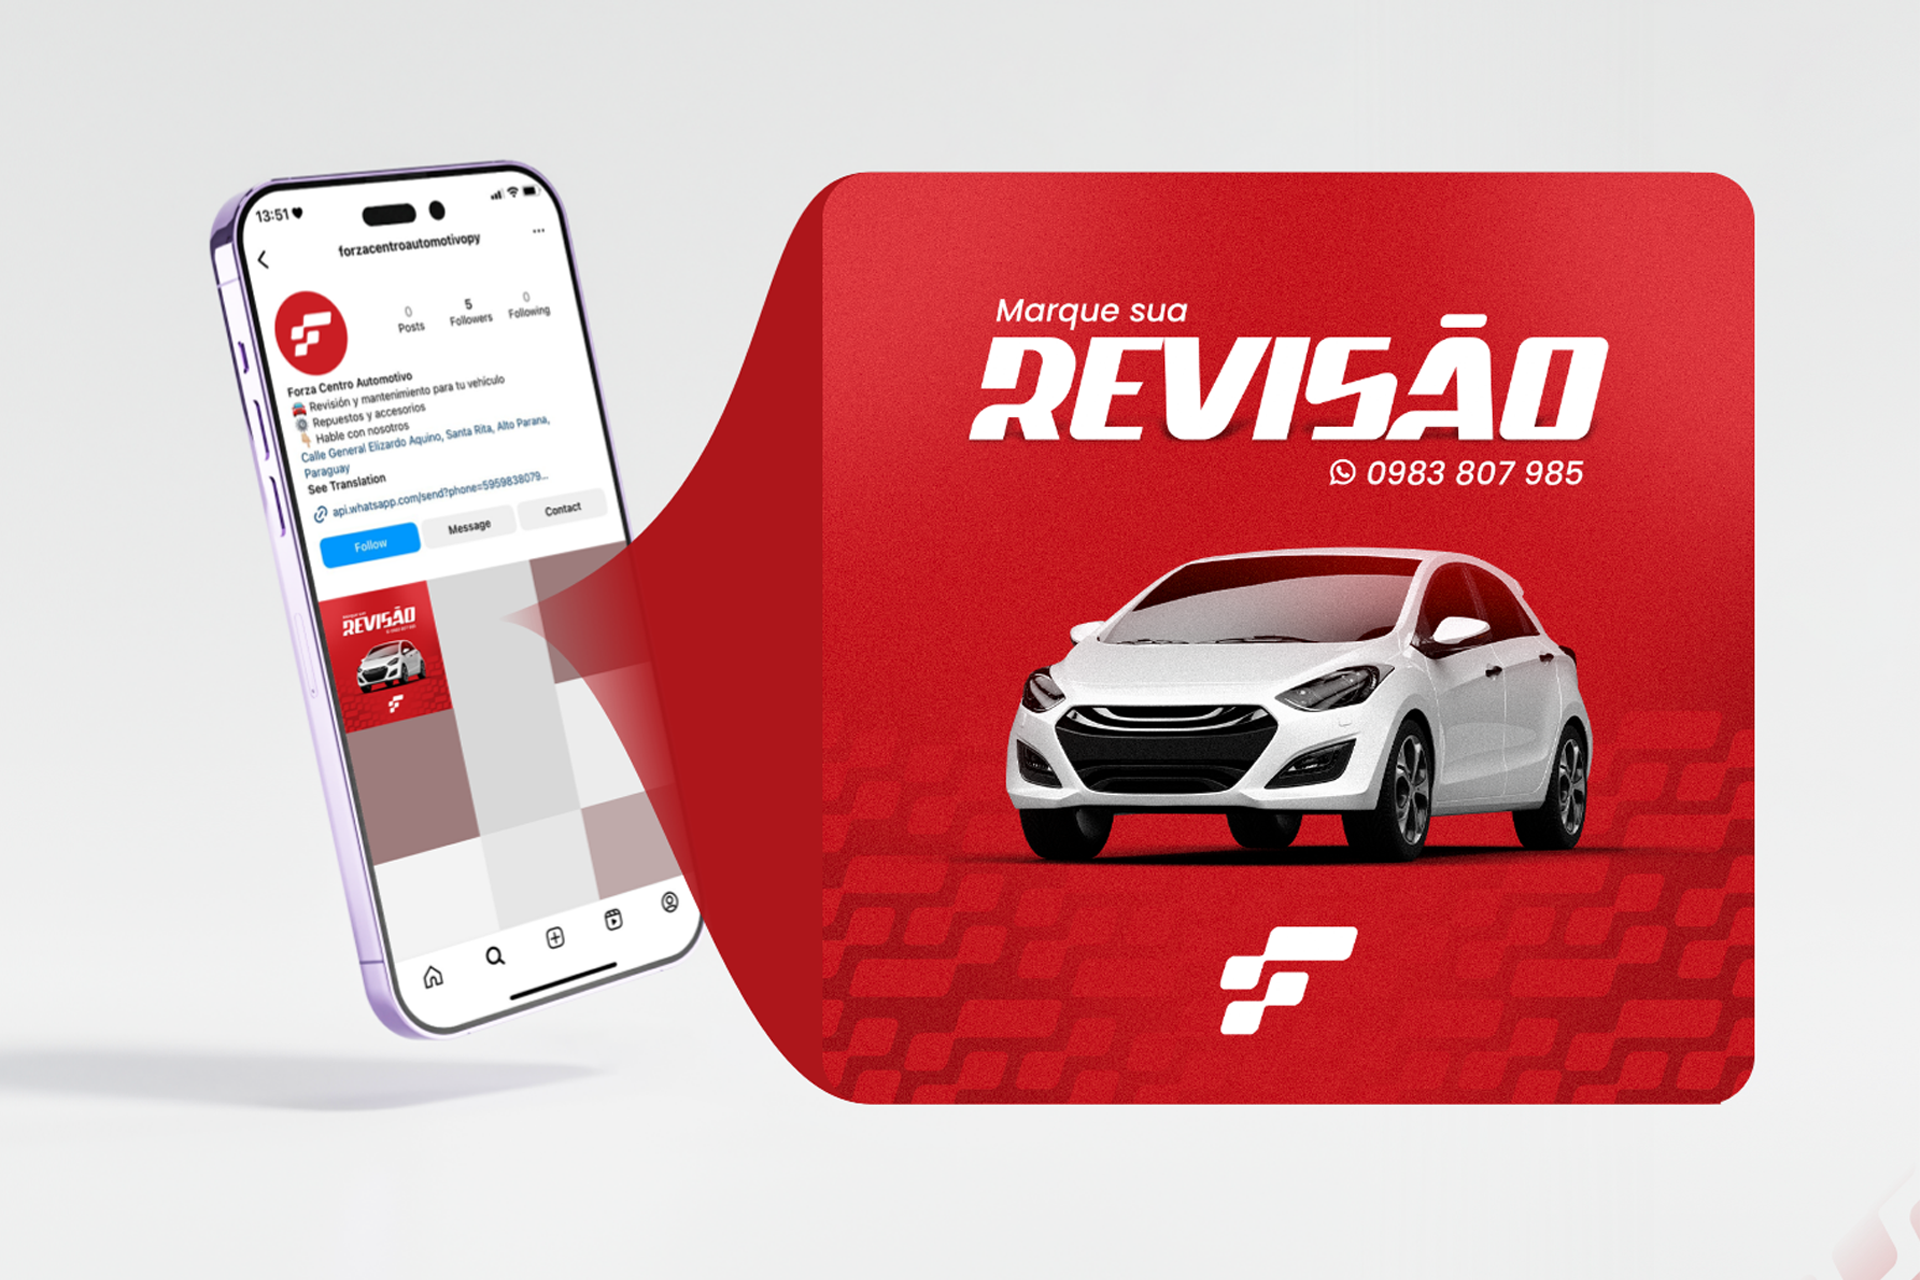 13:51
forzacentroautomotivopy
0 5 0
Posts Followers Following
Forza Centro Automotivo
Revisión y mantenimiento para tu vehículo
Repuestos y accesorios
Hable con nosotros
Calle General Elizardo Aquino, Santa Rita, Alto Parana,
Paraguay
See Translation
api.whatsapp.com/send?phone=5959838079...
Follow Message Contact
REVISÃO
Marque sua
REVISÃO
0983 807 985